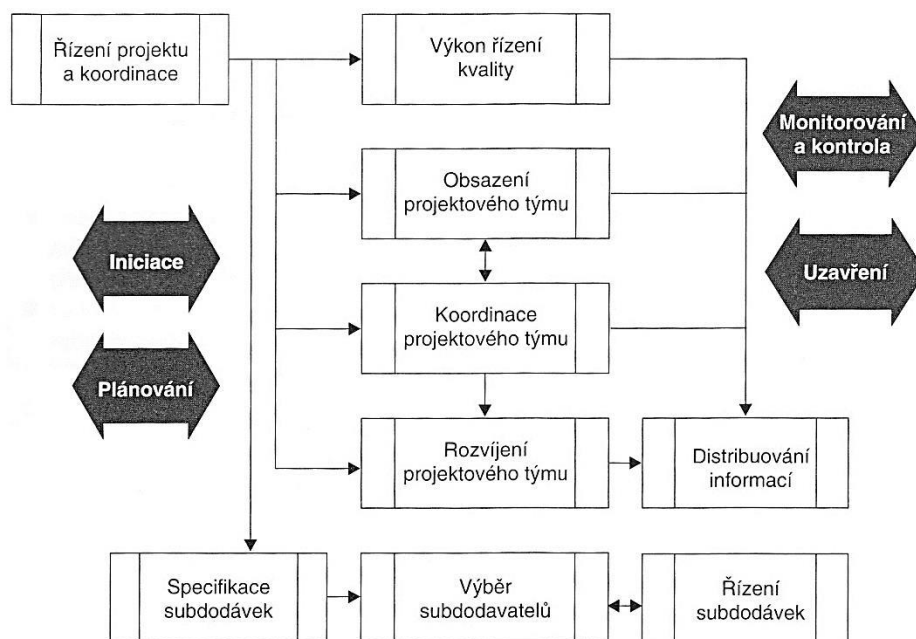 Řízení projektu
a koordinace
Výkon řízení
kvality
Monitorování
a kontrola
Obsazení
projektového týmu
Iniciace
Uzavření
Koordinace
projektového týmu
Plánování
Rozvíjení
projektového týmu
Distribuování
informací
Specifikace
subdodávek
Výběr
subdodavatelů
Řízení
subdodávek